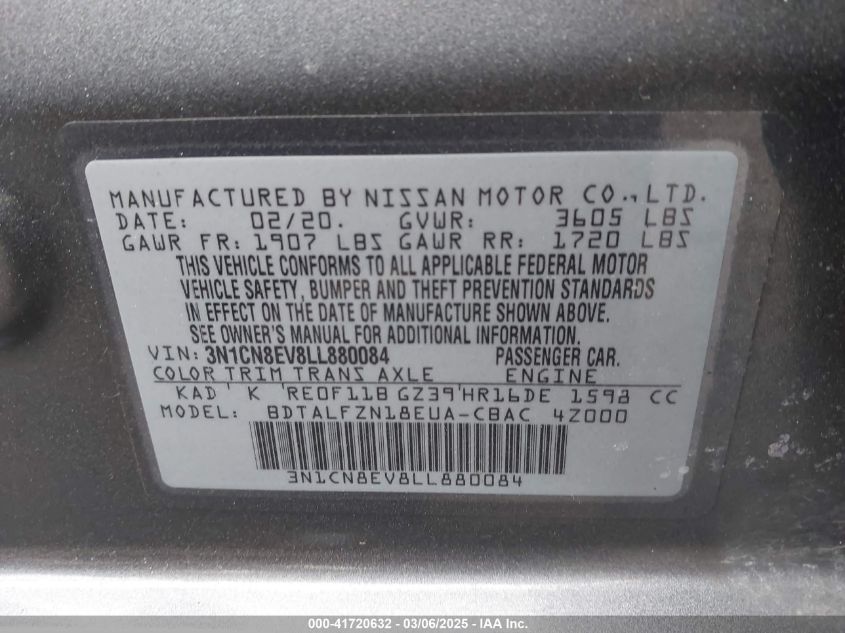 MANUFACTURED BY NISSAN MOTOR CO., LTD.
DATE: 02/20. GVWR: 3605 LBS
GAWR FR: 1907 LBS GAWR RR: 1720 LBS
THIS VEHICLE CONFORMS TO ALL APPLICABLE FEDERAL MOTOR
VEHICLE SAFETY, BUMPER AND THEFT PREVENTION STANDARDS
IN EFFECT ON THE DATE OF MANUFACTURE SHOWN ABOVE.
SEE OWNER'S MANUAL FOR ADDITIONAL INFORMATION.
VIN: 3N1CN8EV8LL880084 PASSENGER CAR.
COLOR TRIM TRANS AXLE ENGINE
KAD ' K 'RE0F11B GZ39'HR16DE 1598 CC
MODEL: BDTALFZN18EUA-CBAC 4Z000
3N1CN8EV8LL880084
000-41720632 - 03/06/2025 - IAA Inc.